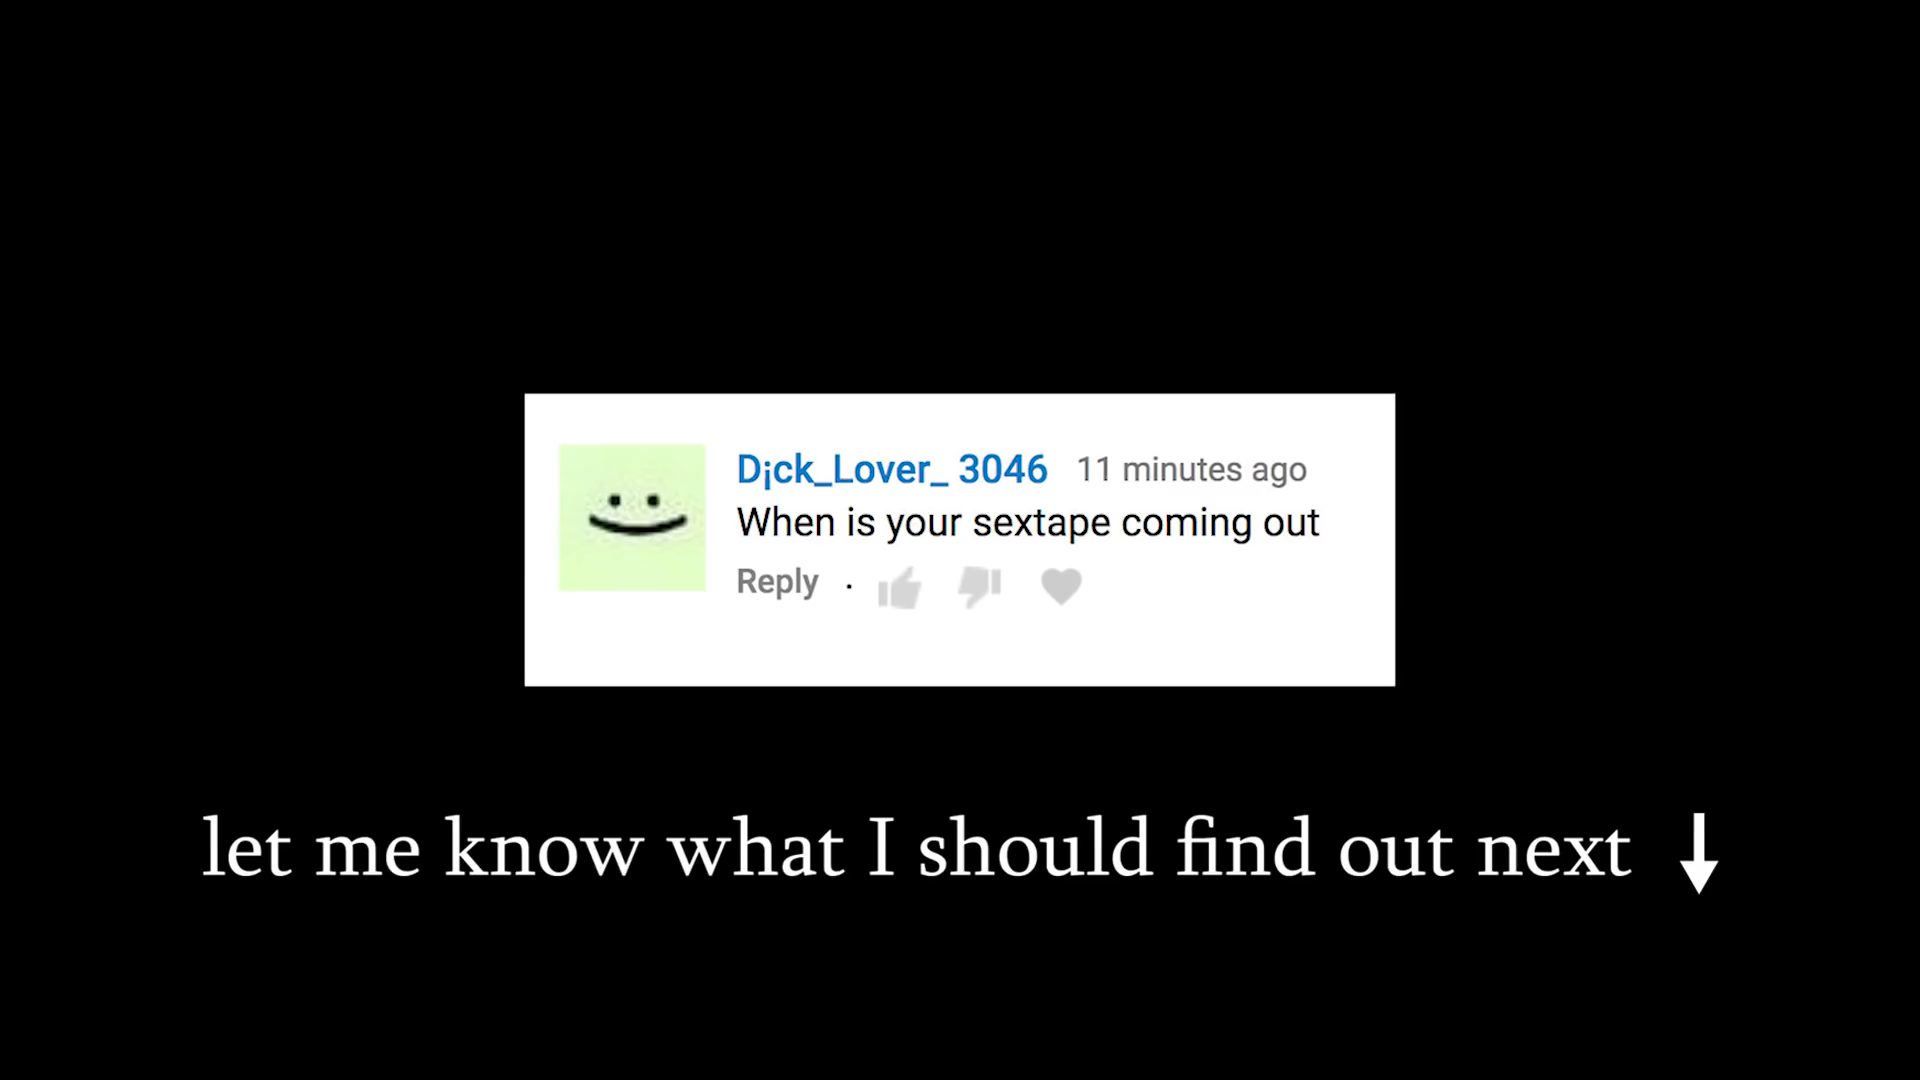 D¡ck_Lover_ 3046 11 minutes ago
When is your sextape coming out
Reply ·
let me know what I should find out next ↓